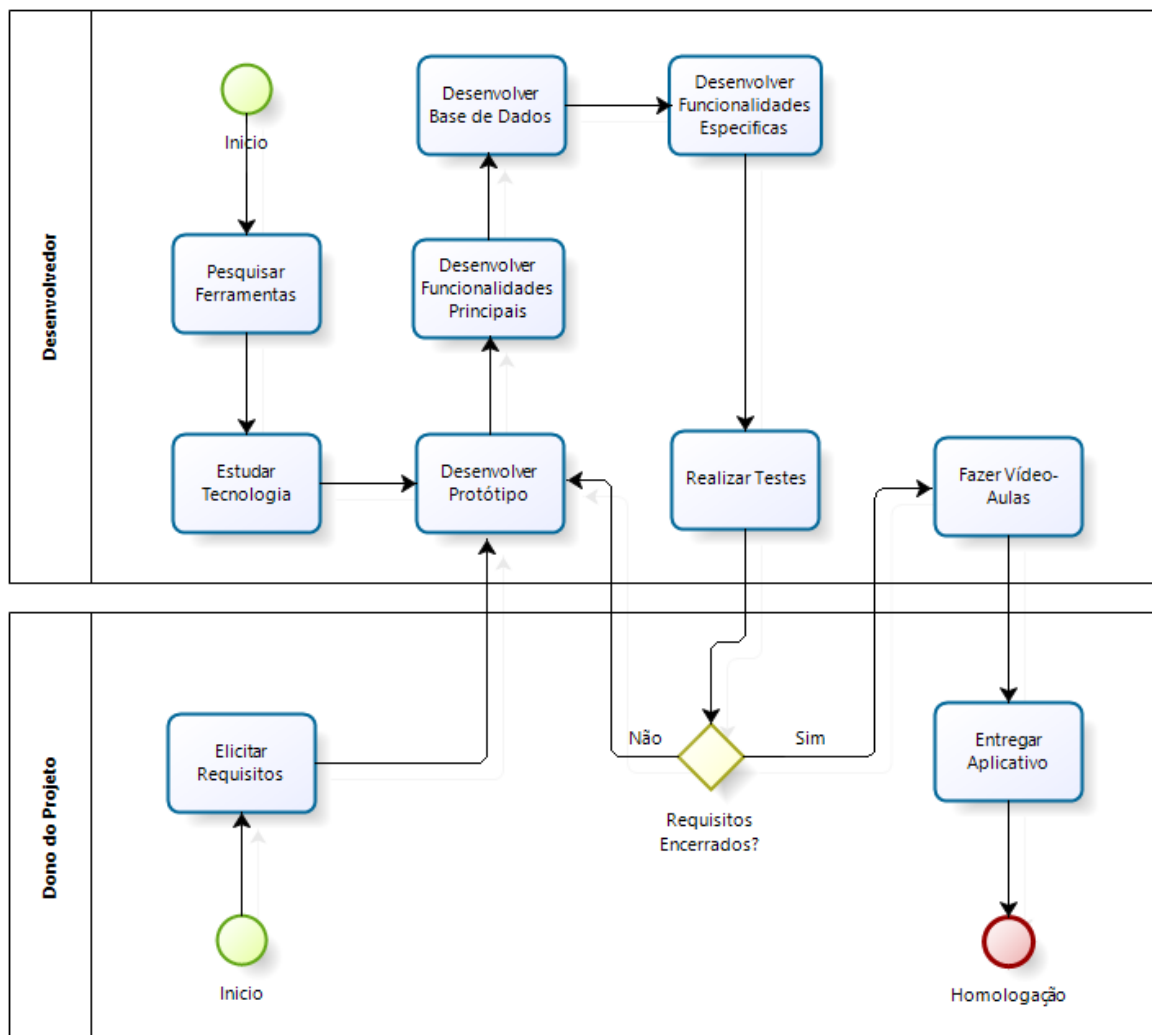 Desenvolvedor
Inicio
Pesquisar
Ferramentas
Estudar
Tecnologia
Desenvolver
Protótipo
Desenvolver
Funcionalidades
Principais
Desenvolver
Base de Dados
Desenvolver
Funcionalidades
Especificas
Realizar Testes
Fazer Vídeo-
Aulas
Dono do Projeto
Inicio
Elicitar
Requisitos
Não
Sim
Requisitos
Encerrados?
Entregar
Aplicativo
Homologação